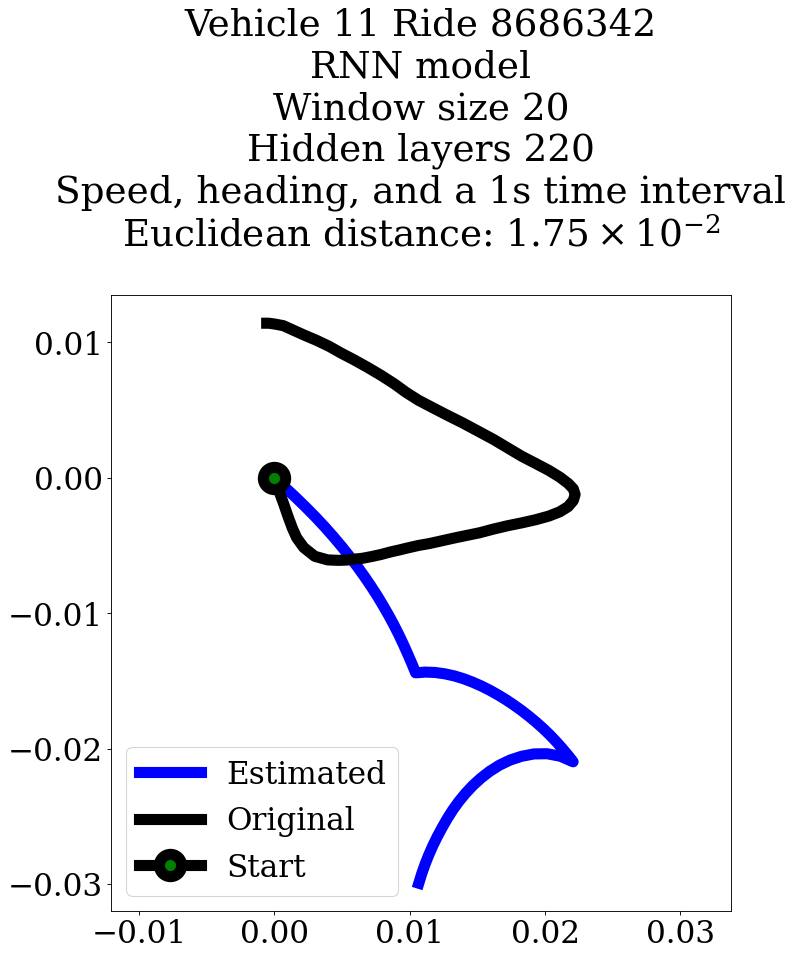 Vehicle 11 Ride 8686342
RNN model
Window size 20
Hidden layers 220
Speed, heading, and a 1s time interval
Euclidean distance: 1.75 × 10⁻²
0.01
0.00
−0.01
−0.02
−0.03
Estimated
Original
Start
−0.01 0.00 0.01 0.02 0.03